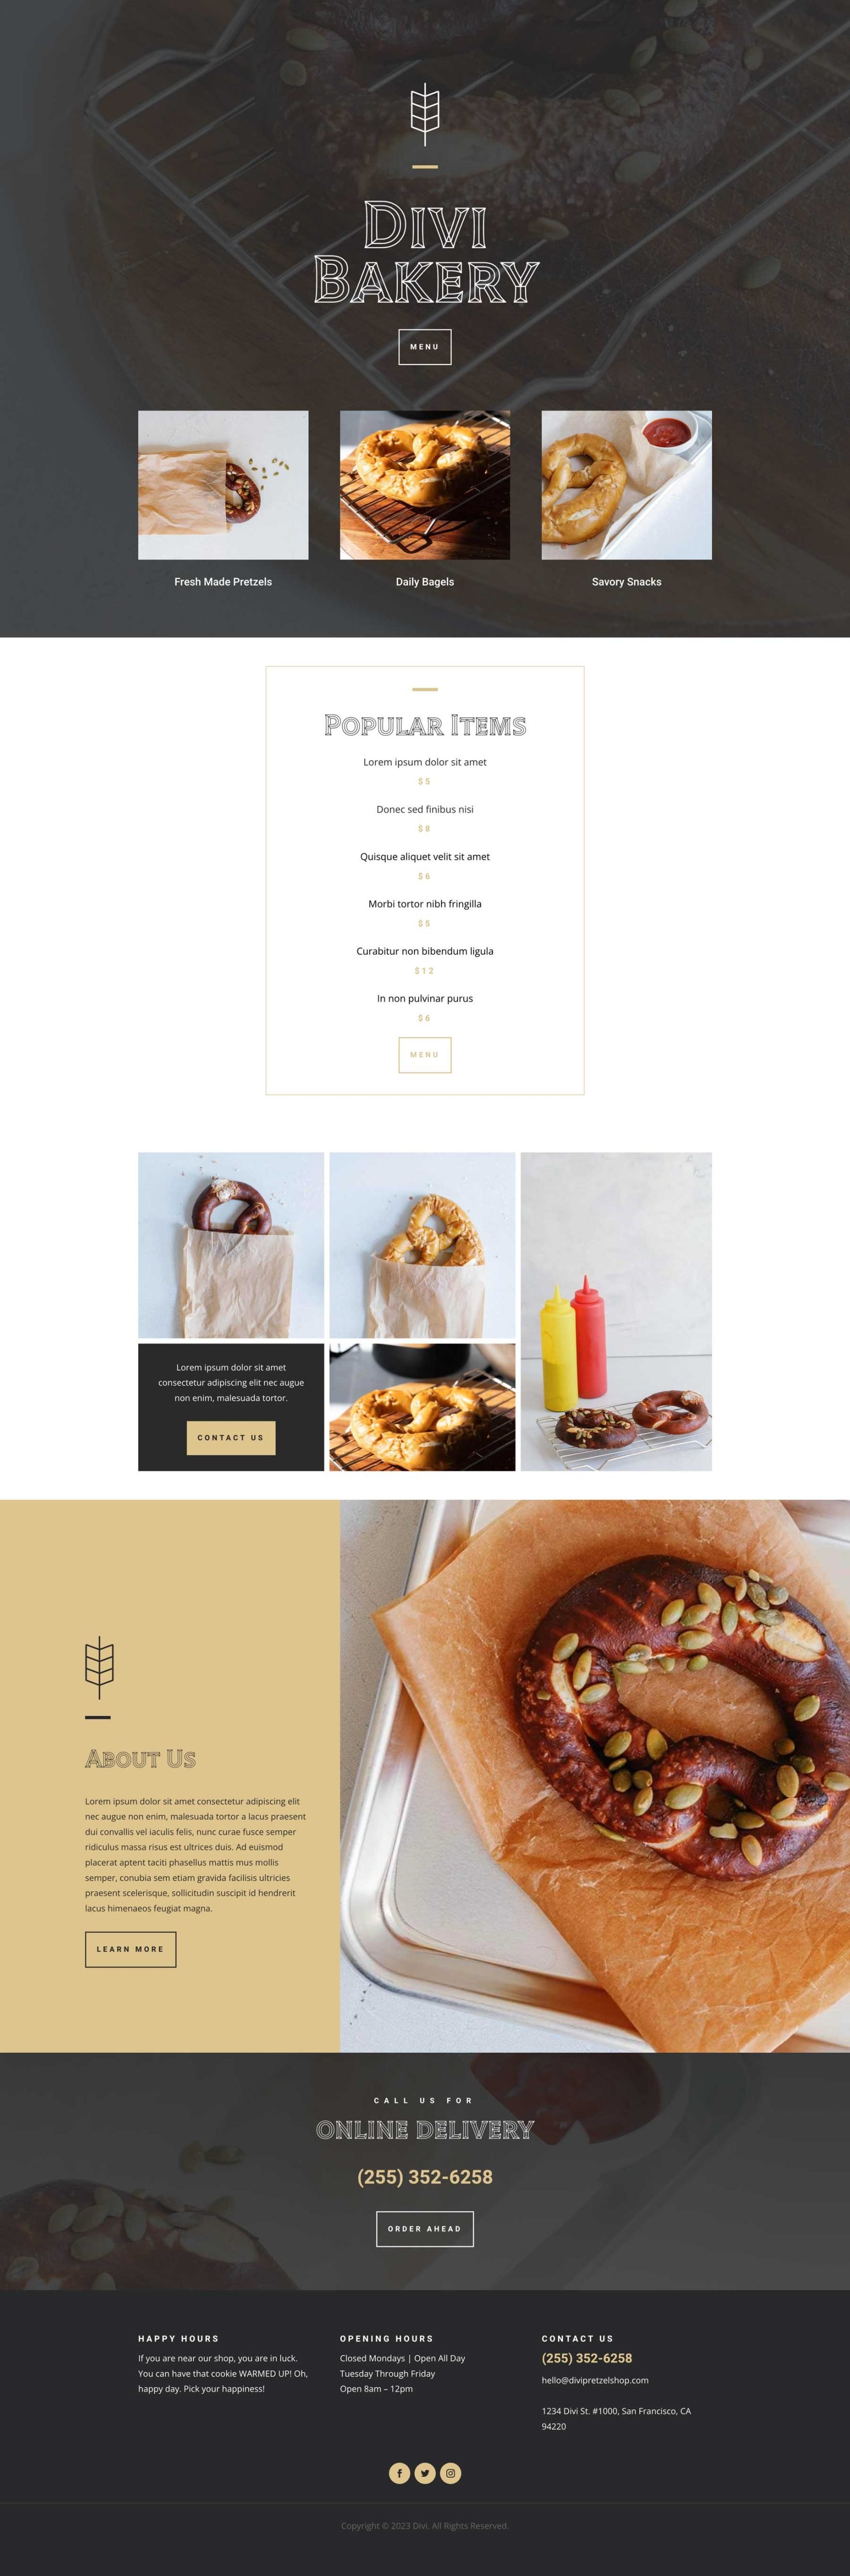 Divi
Bakery
MENU
Fresh Made Pretzels
Daily Bagels
Savory Snacks
Popular Items
Lorem ipsum dolor sit amet
$5
Donec sed finibus nisi
$8
Quisque aliquet velit sit amet
$6
Morbi tortor nibh fringilla
$5
Curabitur non bibendum ligula
$12
In non pulvinar purus
$6
MENU
Lorem ipsum dolor sit amet
consectetur adipiscing elit nec augue
non enim, malesuada tortor.
CONTACT US
About Us
Lorem ipsum dolor sit amet consectetur adipiscing elit
nec augue non enim, malesuada tortor a lacus praesent
dui convallis vel iaculis felis, nunc curae fusce semper
ridiculus massa risus est ultrices duis. Ad euismod
placerat aptent taciti phasellus mattis mus mollis
semper, conubia sem etiam gravida facilisis ultricies
praesent scelerisque, sollicitudin suscipit id hendrerit
lacus himenaeos feugiat magna.
LEARN MORE
CALL US FOR
ONLINE DELIVERY
(255) 352-6258
ORDER AHEAD
HAPPY HOURS
If you are near our shop, you are in luck.
You can have that cookie WARMED UP! Oh,
happy day. Pick your happiness!
OPENING HOURS
Closed Mondays | Open All Day
Tuesday Through Friday
Open 8am – 12pm
CONTACT US
(255) 352-6258
hello@divipretzelshop.com
1234 Divi St. #1000, San Francisco, CA
94220
Copyright © 2023 Divi. All Rights Reserved.